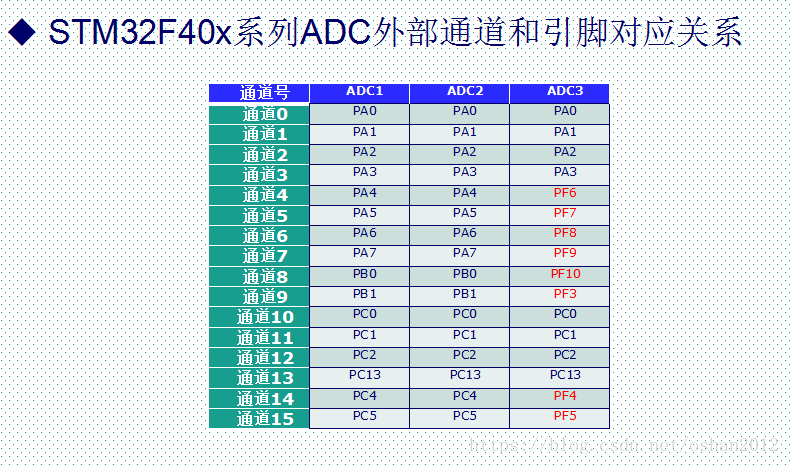 ◆ STM32F40x系列ADC外部通道和引脚对应关系
通道号 ADC1 ADC2 ADC3
通道0 PA0 PA0 PA0
通道1 PA1 PA1 PA1
通道2 PA2 PA2 PA2
通道3 PA3 PA3 PA3
通道4 PA4 PA4 PF6
通道5 PA5 PA5 PF7
通道6 PA6 PA6 PF8
通道7 PA7 PA7 PF9
通道8 PB0 PB0 PF10
通道9 PB1 PB1 PF3
通道10 PC0 PC0 PC0
通道11 PC1 PC1 PC1
通道12 PC2 PC2 PC2
通道13 PC13 PC13 PC13
通道14 PC4 PC4 PF4
通道15 PC5 PC5 PF5
https://blog.csdn.net/oshan2012